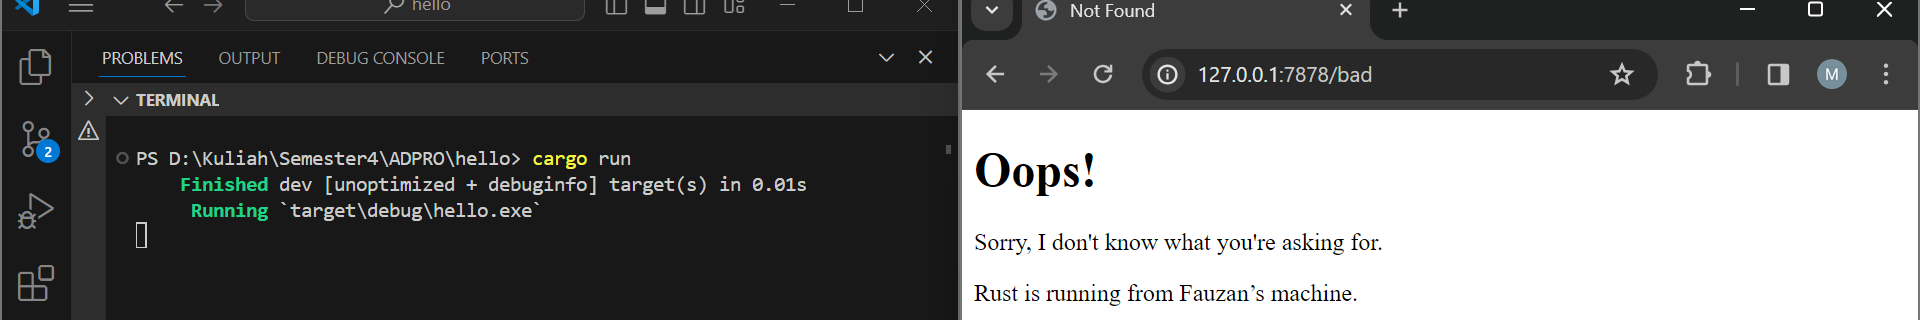 hello
PROBLEMS OUTPUT DEBUG CONSOLE PORTS
TERMINAL
2
PS D:\Kuliah\Semester4\ADPRO\hello> cargo run
Finished dev [unoptimized + debuginfo] target(s) in 0.01s
Running `target\debug\hello.exe`
Not Found
127.0.0.1:7878/bad
M
Oops!
Sorry, I don't know what you're asking for.
Rust is running from Fauzan’s machine.